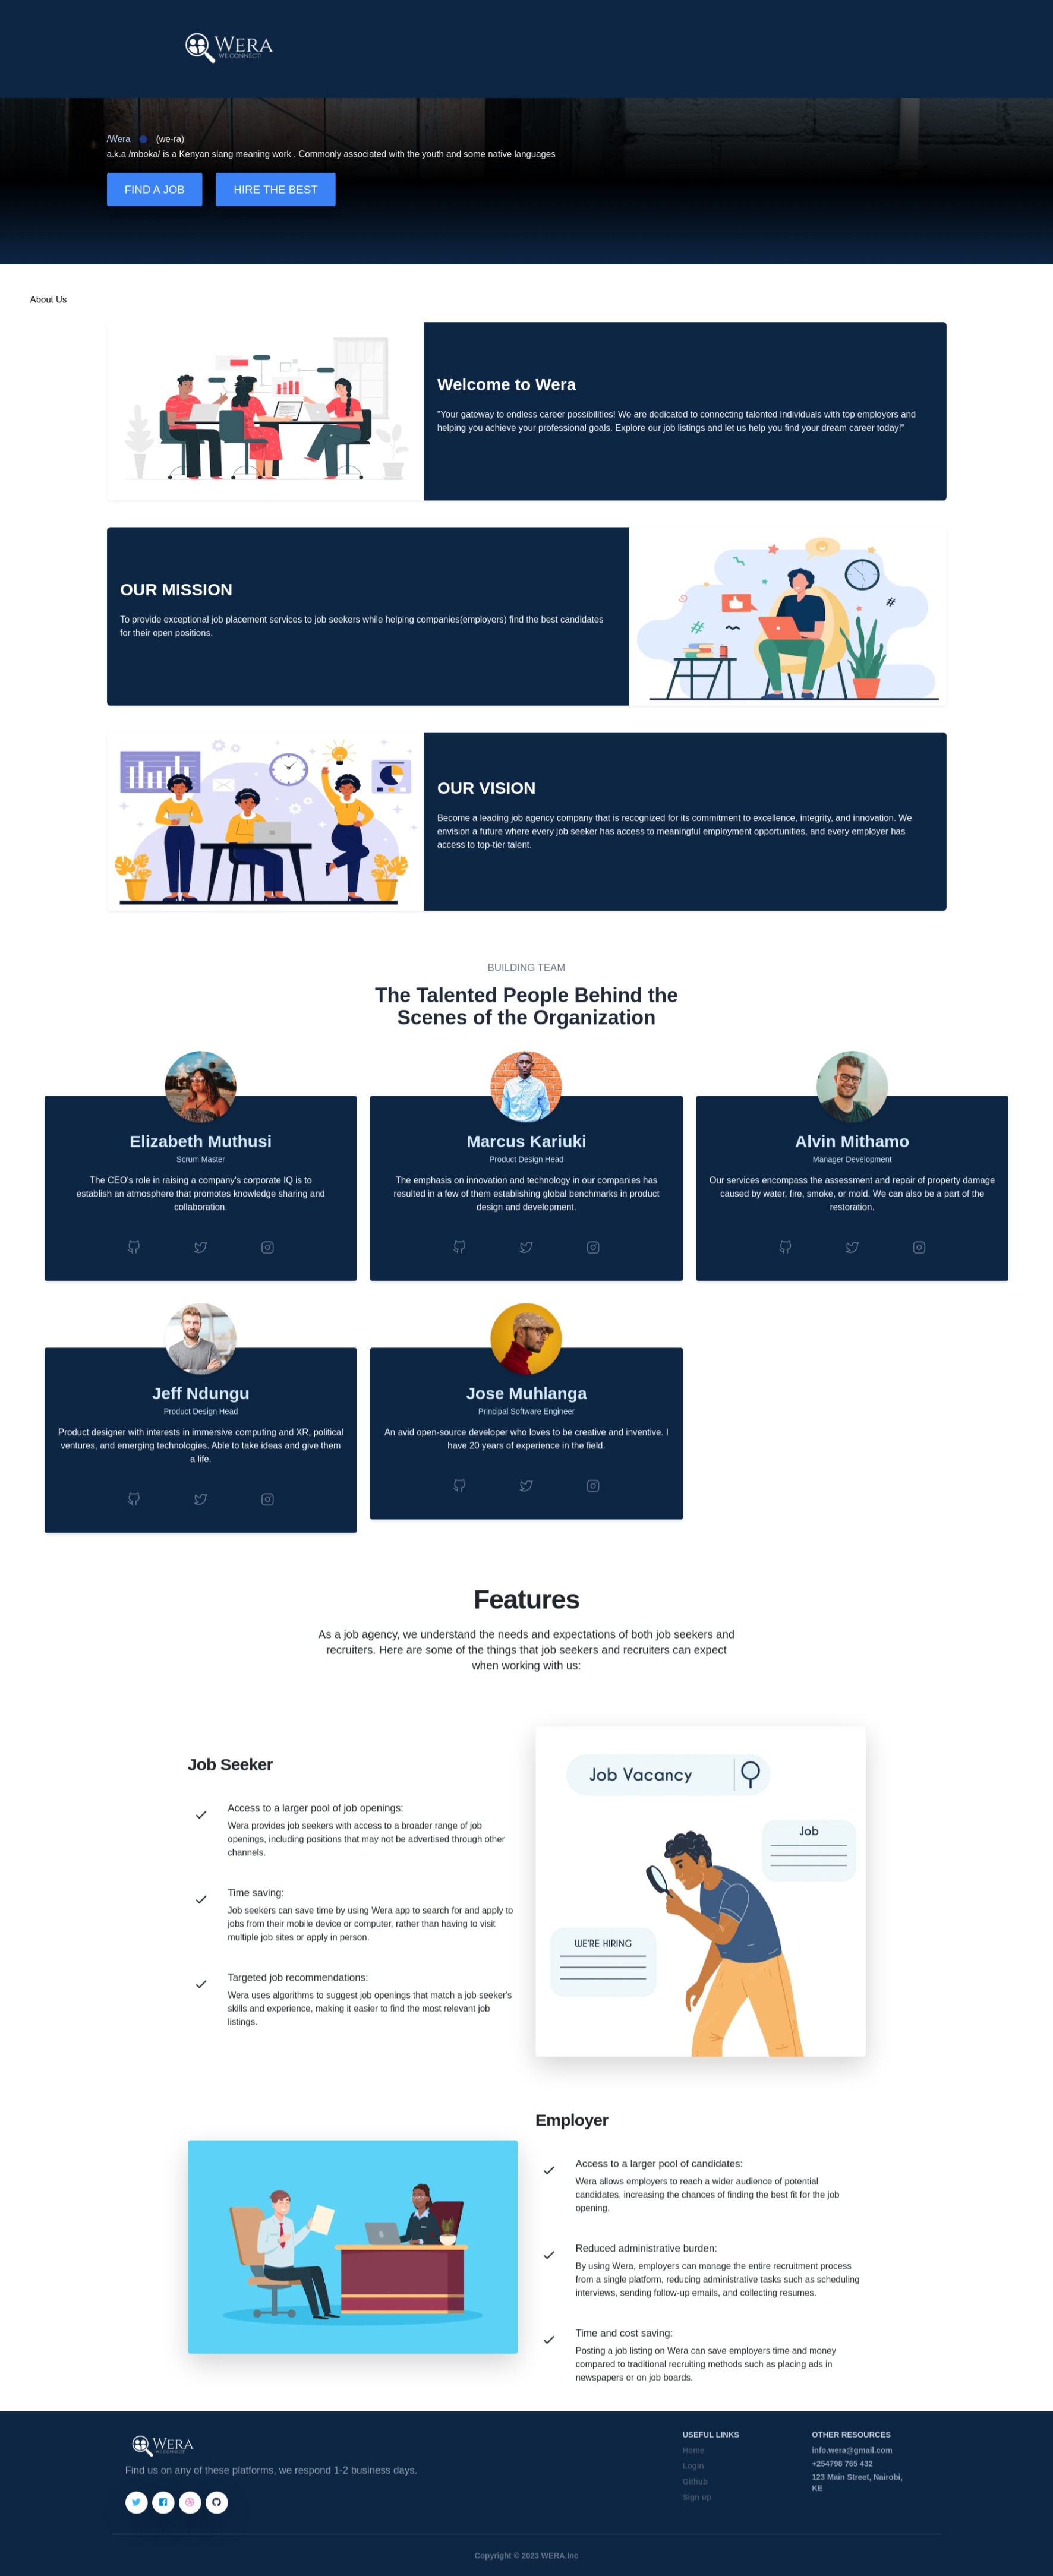 WERA
WE CONNECT!
/Wera (we-ra)
a.k.a /mboka/ is a Kenyan slang meaning work . Commonly associated with the youth and some native languages
FIND A JOB HIRE THE BEST
About Us
Welcome to Wera
"Your gateway to endless career possibilities! We are dedicated to connecting talented individuals with top employers and
helping you achieve your professional goals. Explore our job listings and let us help you find your dream career today!"
OUR MISSION
To provide exceptional job placement services to job seekers while helping companies(employers) find the best candidates
for their open positions.
OUR VISION
Become a leading job agency company that is recognized for its commitment to excellence, integrity, and innovation. We
envision a future where every job seeker has access to meaningful employment opportunities, and every employer has
access to top-tier talent.
BUILDING TEAM
The Talented People Behind the
Scenes of the Organization
Elizabeth Muthusi
Scrum Master
The CEO's role in raising a company's corporate IQ is to
establish an atmosphere that promotes knowledge sharing and
collaboration.
Marcus Kariuki
Product Design Head
The emphasis on innovation and technology in our companies has
resulted in a few of them establishing global benchmarks in product
design and development.
Alvin Mithamo
Manager Development
Our services encompass the assessment and repair of property damage
caused by water, fire, smoke, or mold. We can also be a part of the
restoration.
Jeff Ndungu
Product Design Head
Product designer with interests in immersive computing and XR, political
ventures, and emerging technologies. Able to take ideas and give them
a life.
Jose Muhlanga
Principal Software Engineer
An avid open-source developer who loves to be creative and inventive. I
have 20 years of experience in the field.
Features
As a job agency, we understand the needs and expectations of both job seekers and
recruiters. Here are some of the things that job seekers and recruiters can expect
when working with us:
Job Seeker
Access to a larger pool of job openings:
Wera provides job seekers with access to a broader range of job
openings, including positions that may not be advertised through other
channels.
Time saving:
Job seekers can save time by using Wera app to search for and apply to
jobs from their mobile device or computer, rather than having to visit
multiple job sites or apply in person.
Targeted job recommendations:
Wera uses algorithms to suggest job openings that match a job seeker's
skills and experience, making it easier to find the most relevant job
listings.
Job Vacancy
Job
WE'RE HIRING
Employer
Access to a larger pool of candidates:
Wera allows employers to reach a wider audience of potential
candidates, increasing the chances of finding the best fit for the job
opening.
Reduced administrative burden:
By using Wera, employers can manage the entire recruitment process
from a single platform, reducing administrative tasks such as scheduling
interviews, sending follow-up emails, and collecting resumes.
Time and cost saving:
Posting a job listing on Wera can save employers time and money
compared to traditional recruiting methods such as placing ads in
newspapers or on job boards.
WERA
WE CONNECT!
Find us on any of these platforms, we respond 1-2 business days.
USEFUL LINKS
Home
Login
Github
Sign up
OTHER RESOURCES
info.wera@gmail.com
+254798 765 432
123 Main Street, Nairobi,
KE
Copyright © 2023 WERA.Inc